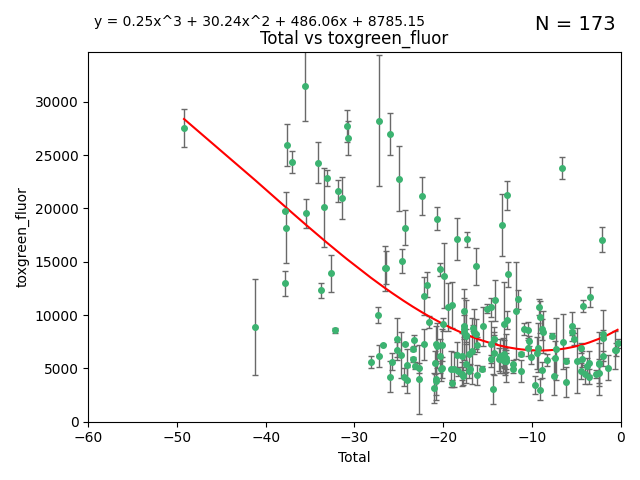 y = 0.25x^3 + 30.24x^2 + 486.06x + 8785.15
N = 173
Total vs toxgreen_fluor
toxgreen_fluor
30000
25000
20000
15000
10000
5000
0
−60
−50
−40
−30
−20
−10
0
Total